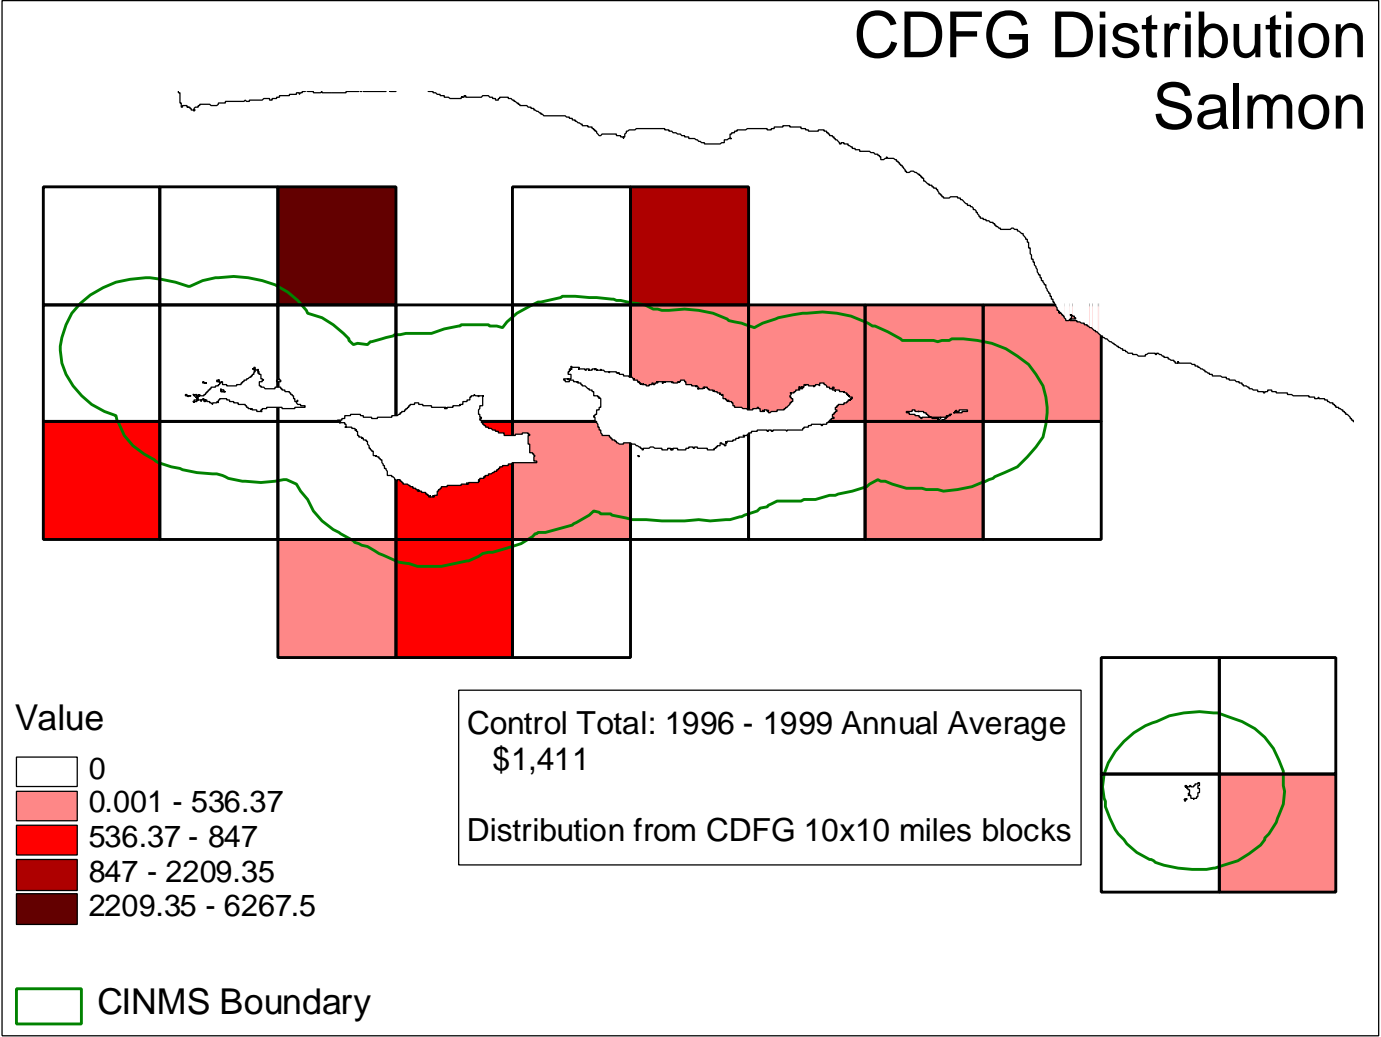 CDFG Distribution
Salmon
Value
0
0.001 - 536.37
536.37 - 847
847 - 2209.35
2209.35 - 6267.5
CINMS Boundary
Control Total: 1996 - 1999 Annual Average
$1,411
Distribution from CDFG 10x10 miles blocks